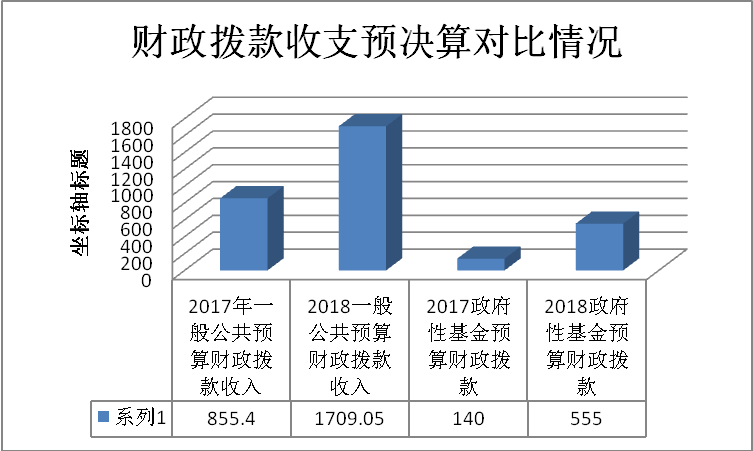 财政拨款收支预决算对比情况
坐标轴标题
1800
1600
1400
1200
1000
800
600
400
200
0
2017年一
般公共预
算财政拨
款收入
2018一般
公共预算
财政拨款
收入
2017政府
性基金预
算财政拨
款
2018政府
性基金预
算财政拨
款
系列1 855.4 1709.05 140 555